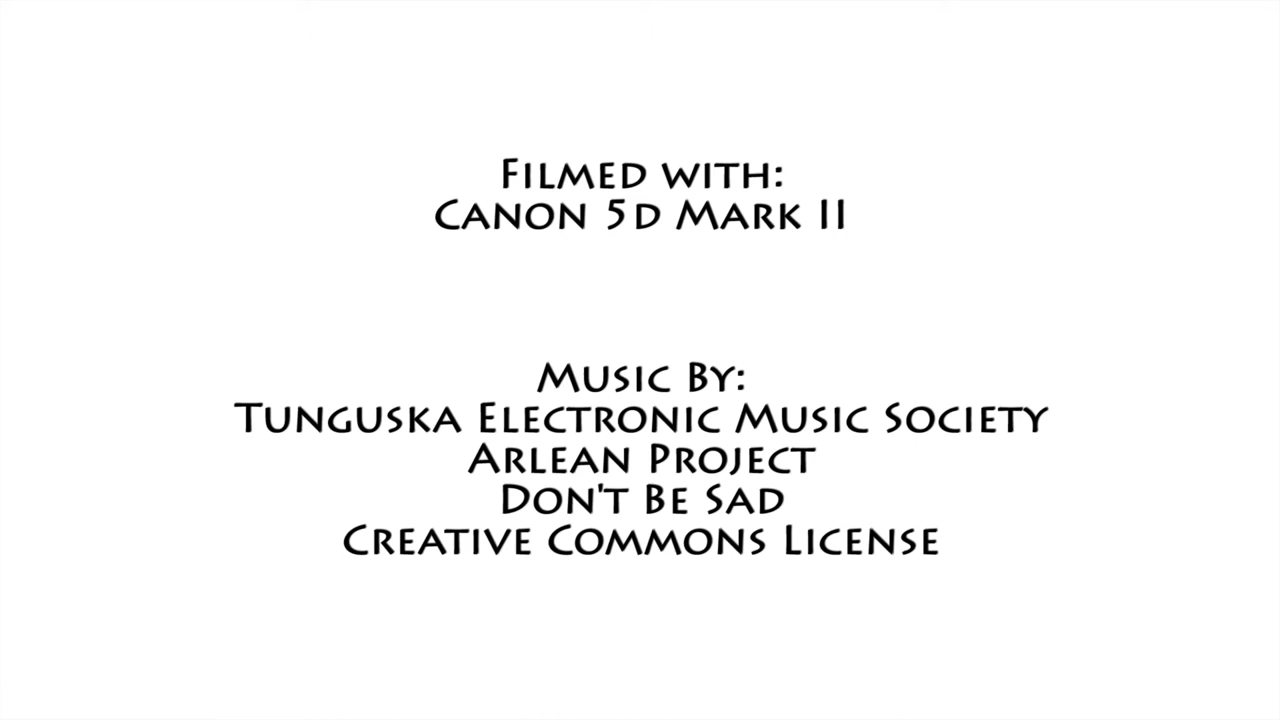 Filmed with:
Canon 5D Mark II
Music By:
Tunguska Electronic Music Society
Arlean Project
Don't Be Sad
Creative Commons License